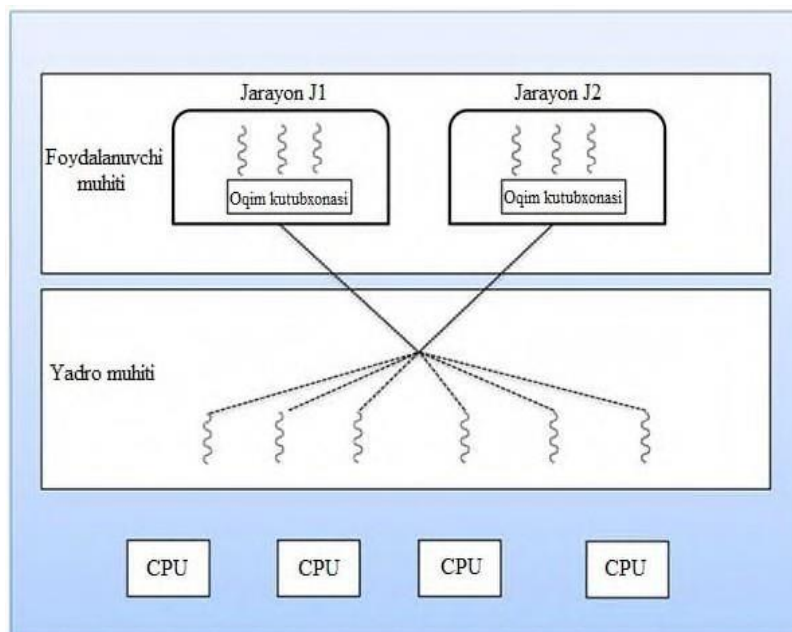 Jarayon J1
Jarayon J2
Foydalanuvchi
muhiti
Oqim kutubxonasi
Oqim kutubxonasi
Yadro muhiti
CPU
CPU
CPU
CPU